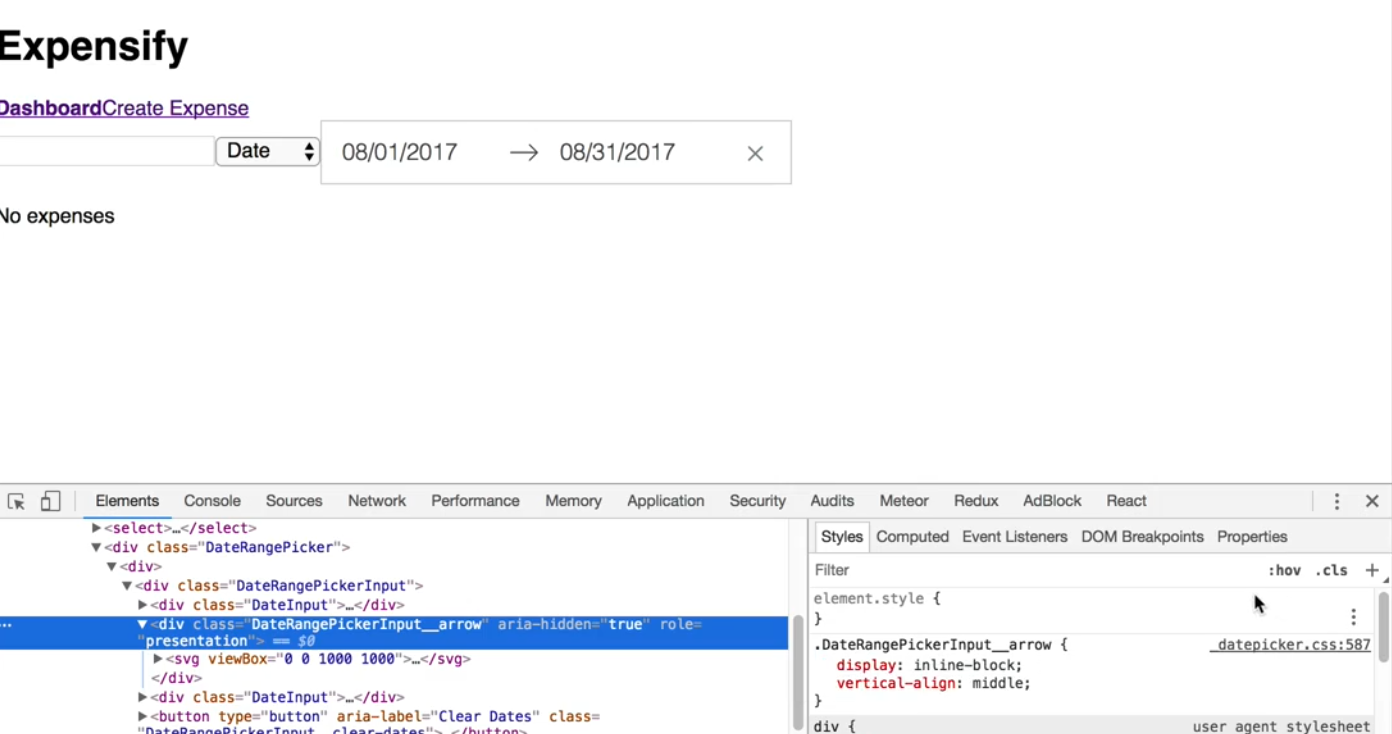 Expensify
DashboardCreate Expense
Date 08/01/2017 → 08/31/2017 ×
No expenses
Elements Console Sources Network Performance Memory Application Security Audits Meteor Redux AdBlock React
▶<select>…</select>
▼<div class="DateRangePicker">
▼<div>
▼<div class="DateRangePickerInput">
▶<div class="DateInput">…</div>
▼<div class="DateRangePickerInput__arrow" aria-hidden="true" role=
"presentation"> == $0
▶<svg viewBox="0 0 1000 1000">…</svg>
</div>
▶<div class="DateInput">…</div>
▶<button type="button" aria-label="Clear Dates" class=
"DateRangePickerInput__clear-dates">…</button>
Styles Computed Event Listeners DOM Breakpoints Properties
Filter :hov .cls +
element.style {
}
.DateRangePickerInput__arrow { _datepicker.css:587
display: inline-block;
vertical-align: middle;
}
div { user agent stylesheet